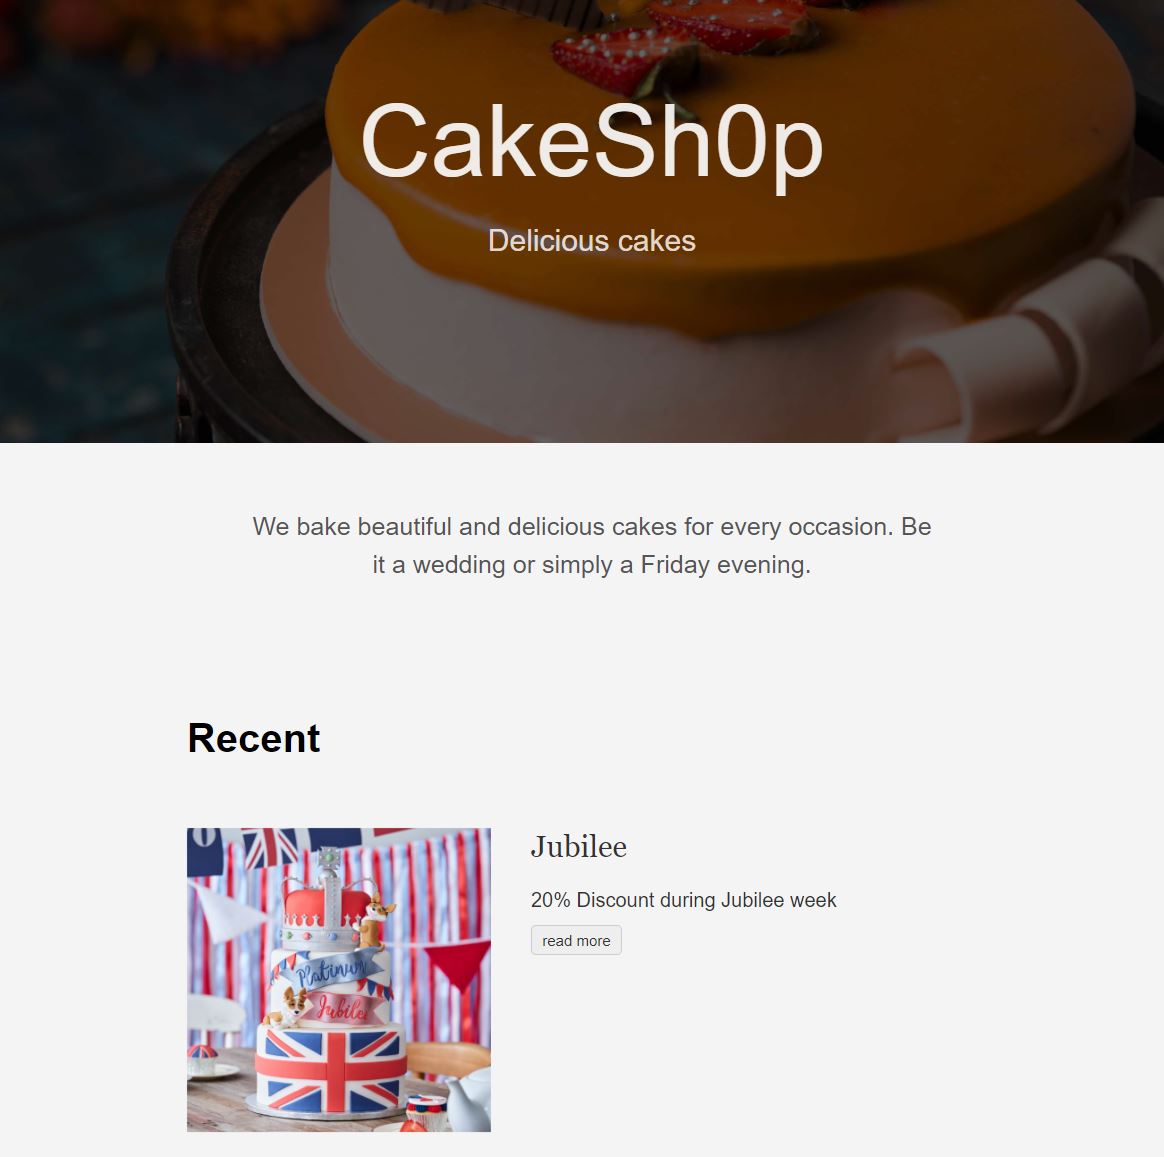 CakeSh0p
Delicious cakes
We bake beautiful and delicious cakes for every occasion. Be
it a wedding or simply a Friday evening.
Recent
Jubilee
20% Discount during Jubilee week
read more
0
Platinum
Jubilee